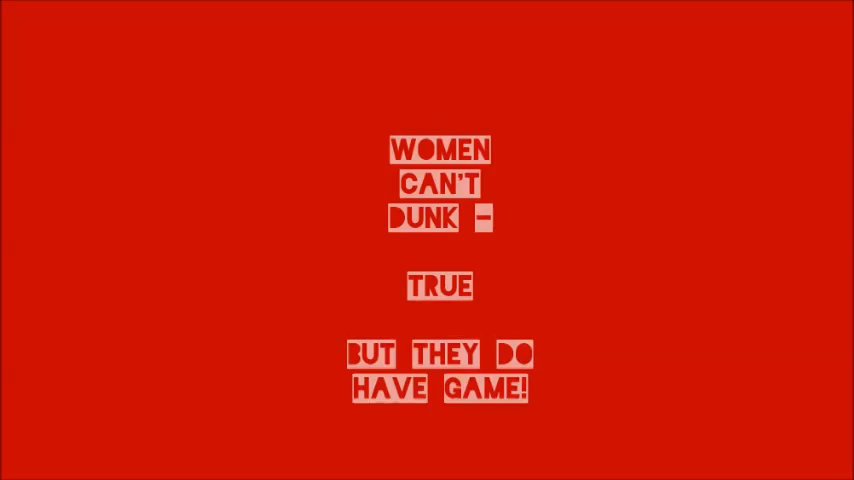 WOMEN
CAN'T
DUNK -
TRUE
BUT THEY DO
HAVE GAME!